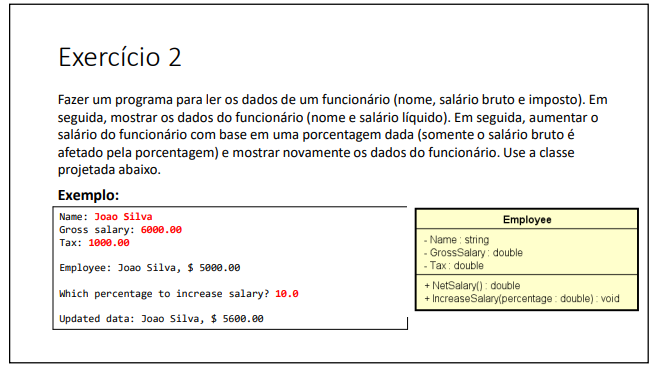 Exercício 2
Fazer um programa para ler os dados de um funcionário (nome, salário bruto e imposto). Em
seguida, mostrar os dados do funcionário (nome e salário líquido). Em seguida, aumentar o
salário do funcionário com base em uma porcentagem dada (somente o salário bruto é
afetado pela porcentagem) e mostrar novamente os dados do funcionário. Use a classe
projetada abaixo.
Exemplo:
Name: Joao Silva
Gross salary: 6000.00
Tax: 1000.00
Employee: Joao Silva, $ 5000.00
Which percentage to increase salary? 10.0
Updated data: Joao Silva, $ 5600.00
Employee
- Name : string
- GrossSalary : double
- Tax : double
+ NetSalary() : double
+ IncreaseSalary(percentage : double) : void